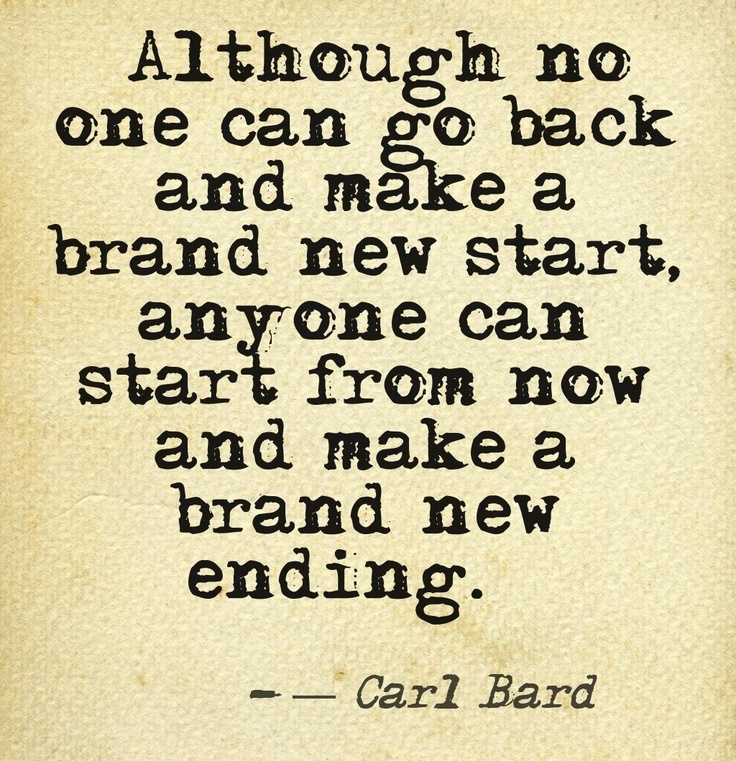 Although no
one can go back
and make a
brand new start,
anyone can
start from now
and make a
brand new
ending.
-— Carl Bard